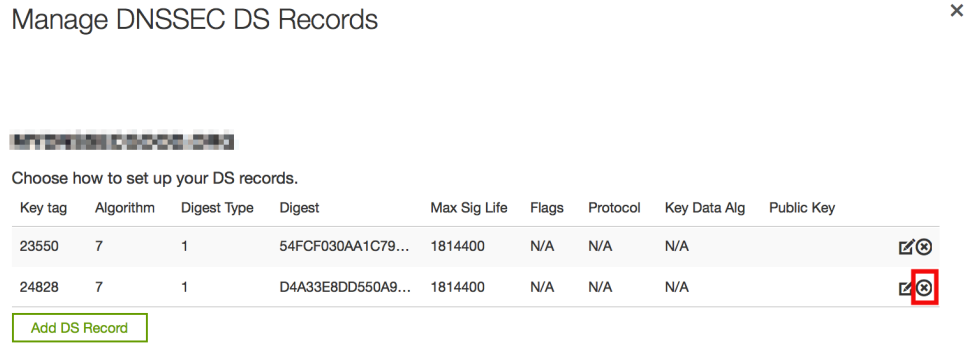 Manage DNSSEC DS Records
Choose how to set up your DS records.
Key tag Algorithm Digest Type Digest Max Sig Life Flags Protocol Key Data Alg Public Key
23550 7 1 54FCF030AA1C79... 1814400 N/A N/A N/A
24828 7 1 D4A33E8DD550A9... 1814400 N/A N/A N/A
Add DS Record